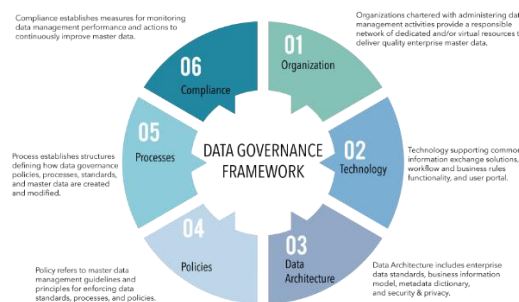 Compliance establishes measures for monitoring
data management performance and actions to
continuously improve master data.
Organizations chartered with administering dat
management activities provide a responsible
network of dedicated and/or virtual resources t
deliver quality enterprise master data.
06
Compliance
01
Organization
05
Processes
Process establishes structures
defining how data governance
policies, processes, standards,
and master data are created
and modified.
DATA GOVERNANCE
FRAMEWORK
02
Technology
Technology supporting common
information exchange solutions,
workflow and business rules
functionality, and user portal.
04
Policies
03
Data
Architecture
Policy refers to master data
management guidelines and
principles for enforcing data
standards, processes, and policies.
Data Architecture includes enterprise
data standards, business information
model, metadata dictionary,
and security & privacy.